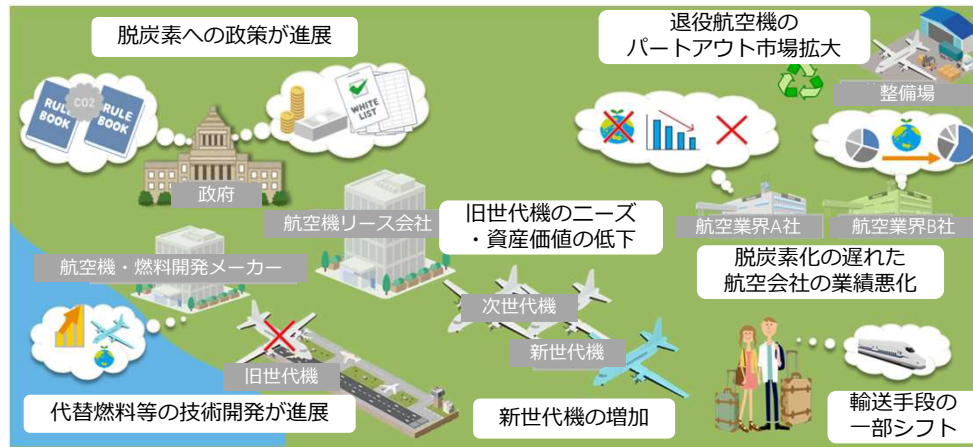 脱炭素への政策が進展
退役航空機の
パートアウト市場拡大
CO2
RULE
BOOK
RULE
BOOK
WHITE
LIST
整備場
政府
航空機リース会社
旧世代機のニーズ
・資産価値の低下
航空業界A社
航空業界B社
航空機・燃料開発メーカー
脱炭素化の遅れた
航空会社の業績悪化
次世代機
新世代機
旧世代機
代替燃料等の技術開発が進展
新世代機の増加
輸送手段の
一部シフト